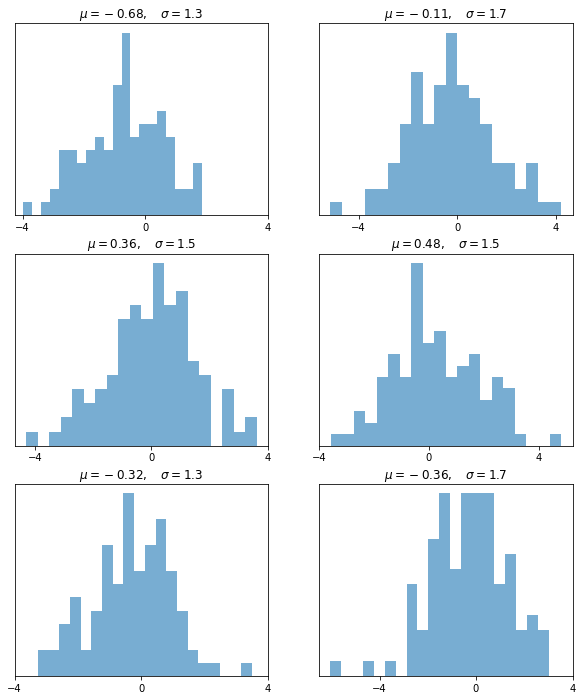 μ = −0.68, σ = 1.3
μ = −0.11, σ = 1.7
−4 0 4
−4 0 4
μ = 0.36, σ = 1.5
μ = 0.48, σ = 1.5
−4 0 4
−4 0 4
μ = −0.32, σ = 1.3
μ = −0.36, σ = 1.7
−4 0 4
−4 0 4